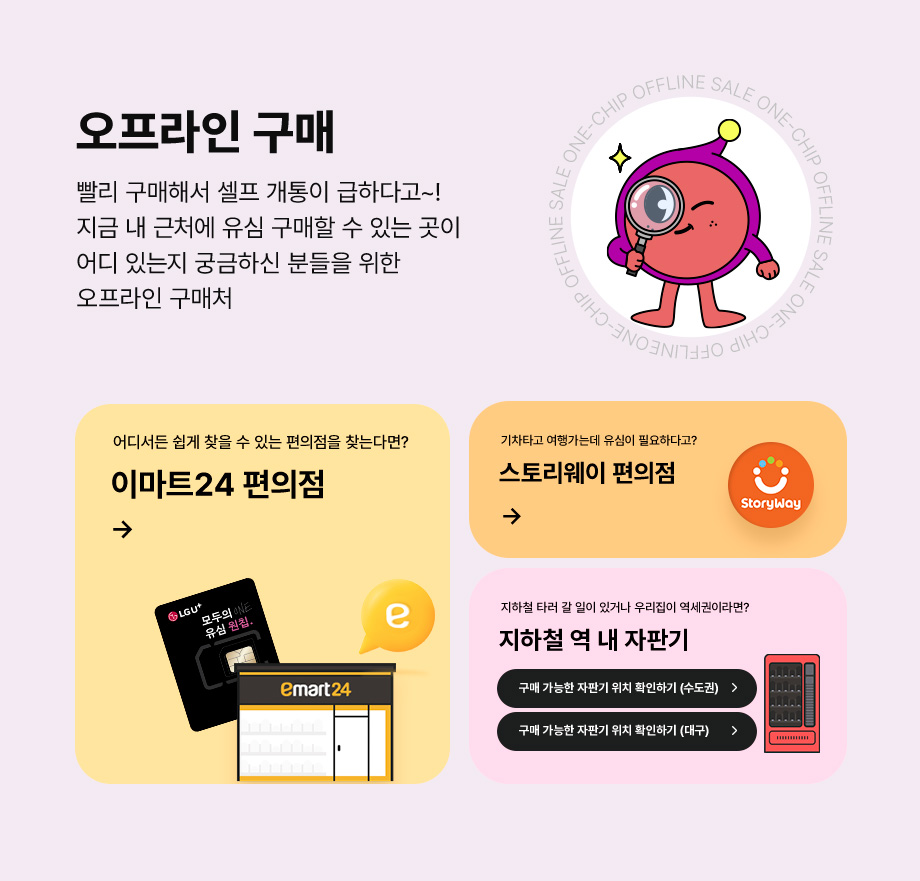 오프라인 구매
빨리 구매해서 셀프 개통이 급하다고~!
지금 내 근처에 유심 구매할 수 있는 곳이
어디 있는지 궁금하신 분들을 위한
오프라인 구매처
ONE-CHIP OFFLINE SALE ONE-CHIP OFFLINE SALE ONE-CHIP OFFLINEONE-CHIP OFFLINE SALE
어디서든 쉽게 찾을 수 있는 편의점을 찾는다면?
이마트24 편의점
LG U+
모두의 ONE
유심 원칩.
e
emart24
기차타고 여행가는데 유심이 필요하다고?
스토리웨이 편의점
StoryWay
지하철 타러 갈 일이 있거나 우리집이 역세권이라면?
지하철 역 내 자판기
구매 가능한 자판기 위치 확인하기 (수도권)
구매 가능한 자판기 위치 확인하기 (대구)